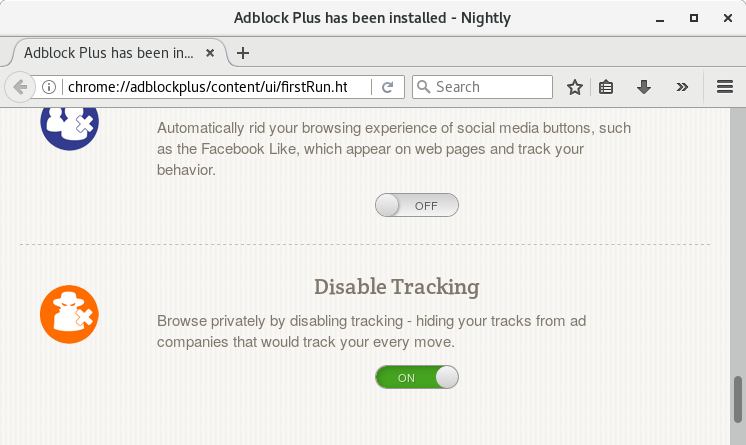 Adblock Plus has been installed - Nightly
Adblock Plus has been in...
chrome://adblockplus/content/ui/firstRun.ht
Search
Automatically rid your browsing experience of social media buttons, such
as the Facebook Like, which appear on web pages and track your
behavior.
OFF
Disable Tracking
Browse privately by disabling tracking - hiding your tracks from ad
companies that would track your every move.
ON